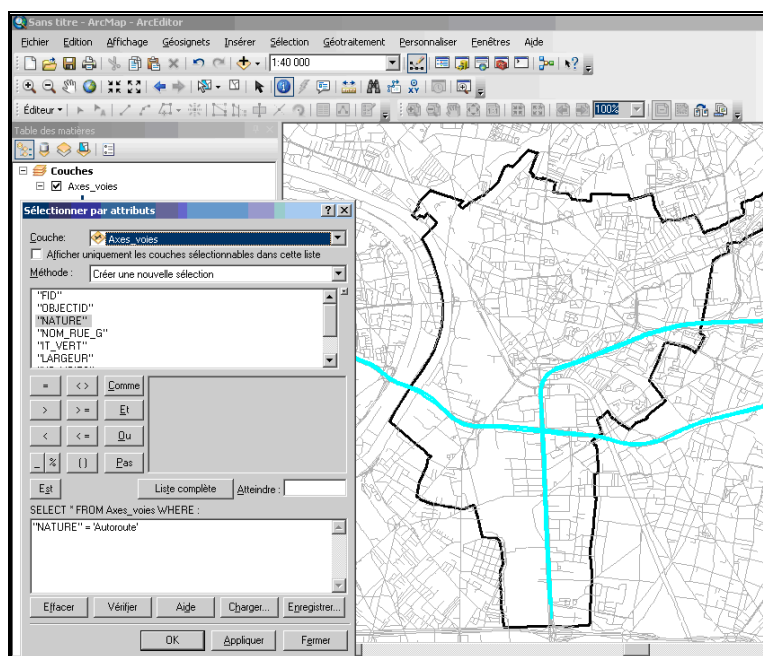 Sans titre - ArcMap - ArcEditor
Fichier Edition Affichage Géosignets Insérer Sélection Géotraitement Personnaliser Fenêtres Aide
1:40 000
Éditeur
100%
Table des matières
Couches
Axes_voies
Sélectionner par attributs
Couche: Axes_voies
Afficher uniquement les couches sélectionnables dans cette liste
Méthode : Créer une nouvelle sélection
"FID"
"OBJECTID"
"NATURE"
"NOM_RUE_G"
"IT_VERT"
"LARGEUR"
= < > Comme
> > = Et
< < = Ou
_ % () Pas
Est Liste complète Atteindre :
SELECT * FROM Axes_voies WHERE :
"NATURE" = 'Autoroute'
Effacer Vérifier Aide Charger... Enregistrer...
OK Appliquer Fermer